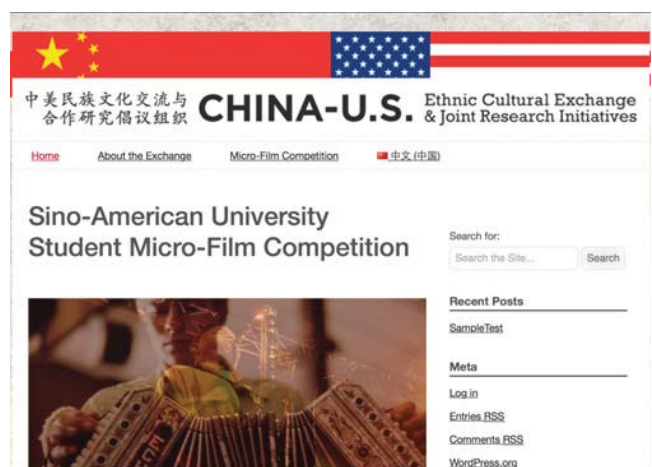 中美民族文化交流与
合作研究倡议组织
CHINA-U.S.
Ethnic Cultural Exchange
& Joint Research Initiatives
Home About the Exchange Micro-Film Competition 中文 (中国)
Sino-American University
Student Micro-Film Competition
Search for:
Search the Site... Search
Recent Posts
SampleTest
Meta
Log in
Entries RSS
Comments RSS
WordPress.org